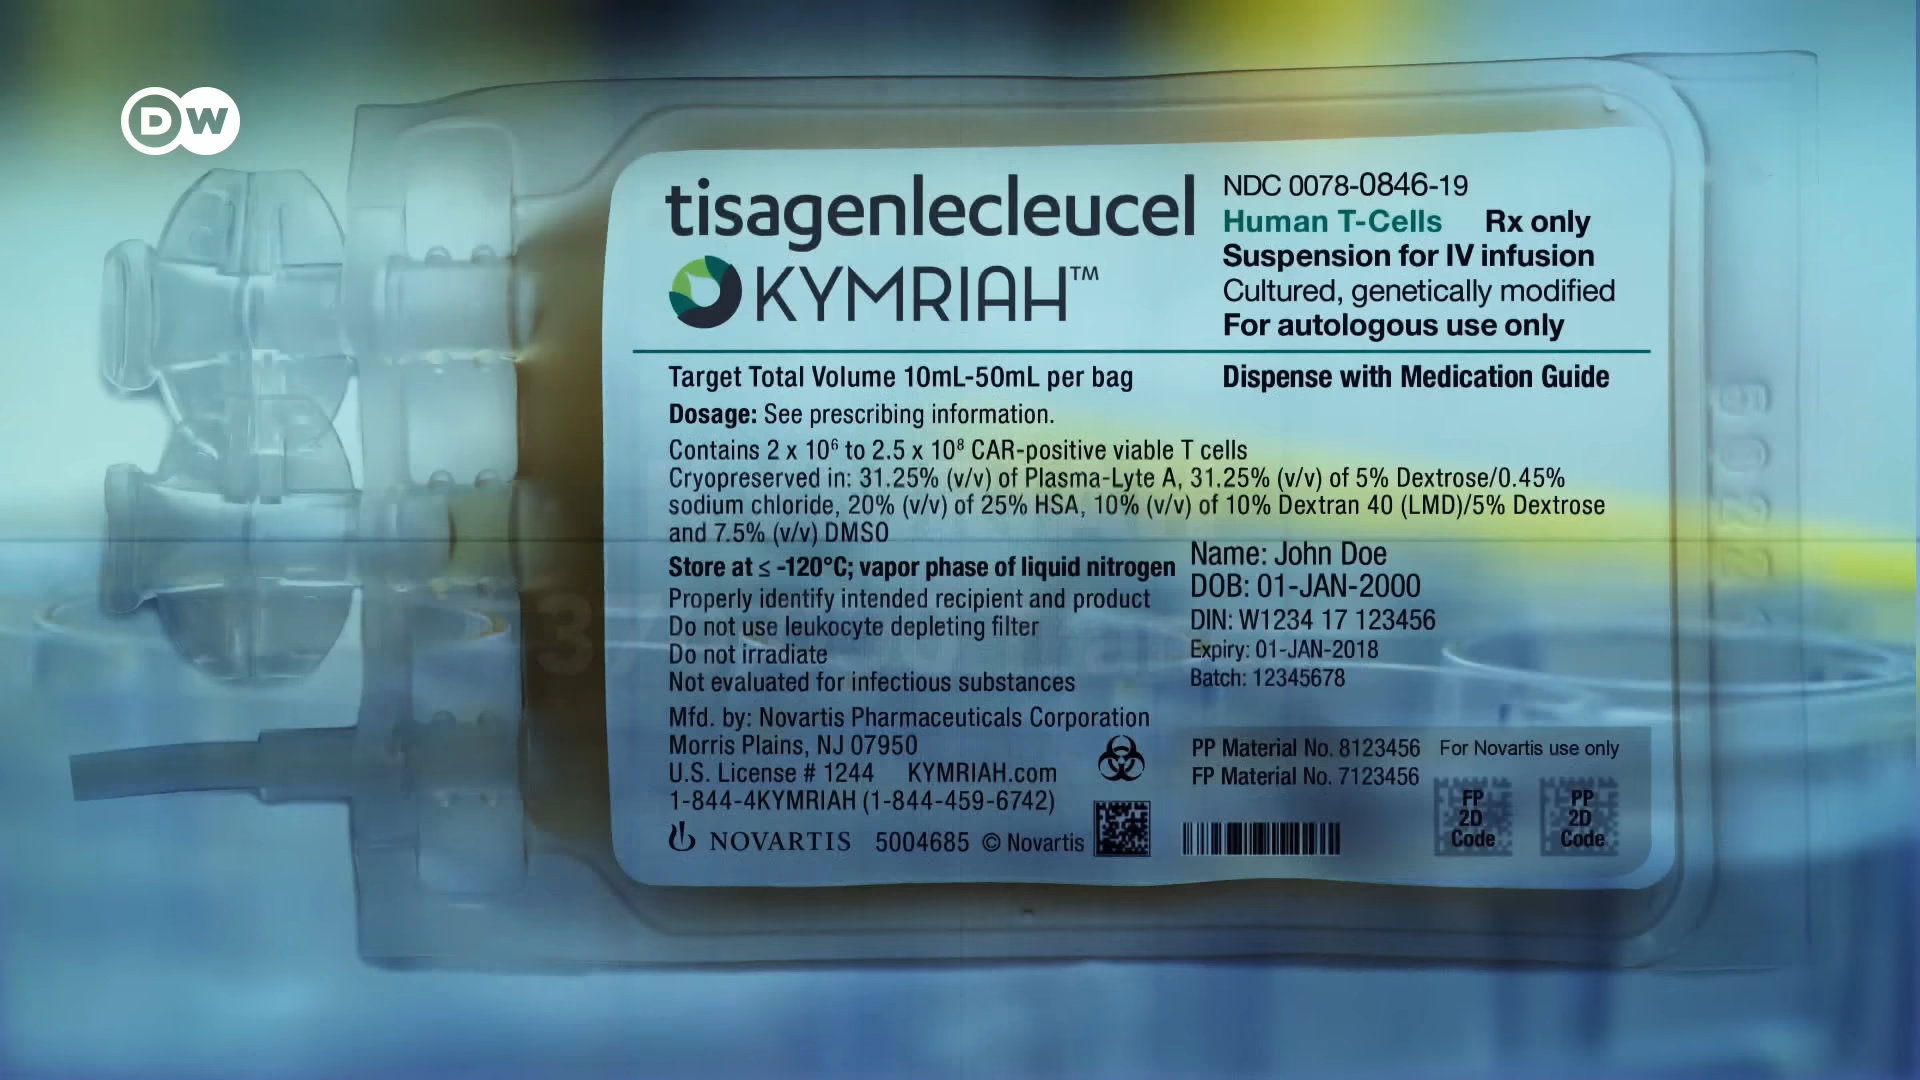 DW
tisagenlecleucel
KYMRIAH™
NDC 0078-0846-19
Human T-Cells Rx only
Suspension for IV infusion
Cultured, genetically modified
For autologous use only
Target Total Volume 10mL-50mL per bag
Dispense with Medication Guide
Dosage: See prescribing information.
Contains 2 x 10⁶ to 2.5 x 10⁸ CAR-positive viable T cells
Cryopreserved in: 31.25% (v/v) of Plasma-Lyte A, 31.25% (v/v) of 5% Dextrose/0.45%
sodium chloride, 20% (v/v) of 25% HSA, 10% (v/v) of 10% Dextran 40 (LMD)/5% Dextrose
and 7.5% (v/v) DMSO
Store at ≤ -120°C; vapor phase of liquid nitrogen
Properly identify intended recipient and product
Do not use leukocyte depleting filter
Do not irradiate
Not evaluated for infectious substances
Mfd. by: Novartis Pharmaceuticals Corporation
Morris Plains, NJ 07950
U.S. License # 1244 KYMRIAH.com
1-844-4KYMRIAH (1-844-459-6742)
NOVARTIS 5004685 © Novartis
Name: John Doe
DOB: 01-JAN-2000
DIN: W1234 17 123456
Expiry: 01-JAN-2018
Batch: 12345678
PP Material No. 8123456 For Novartis use only
FP Material No. 7123456
FP
2D
Code
PP
2D
Code